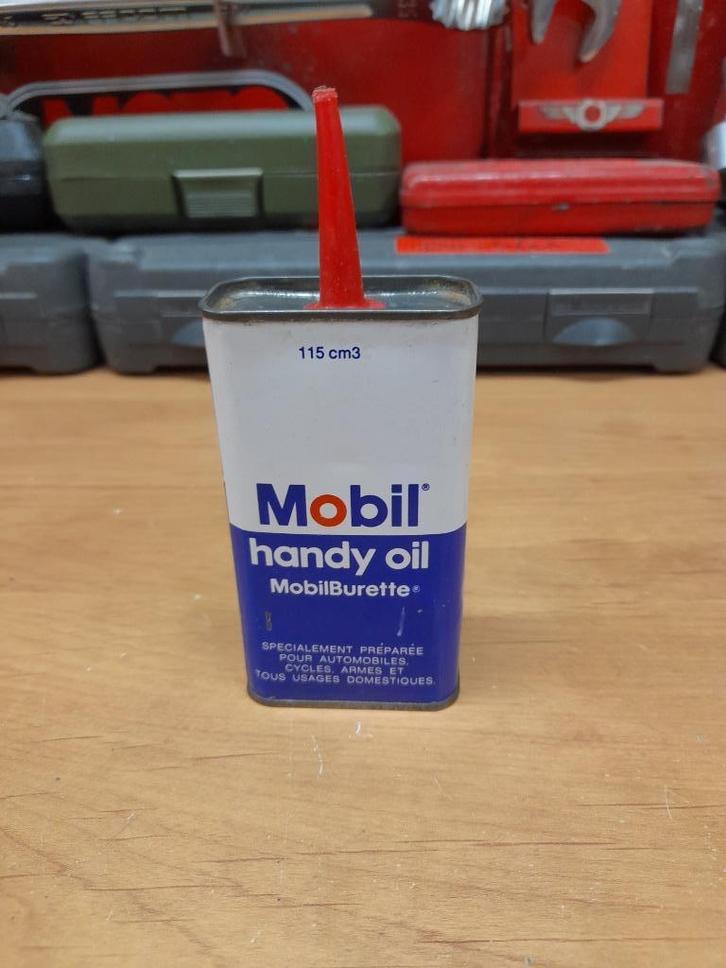 115 cm3
Mobil®
handy oil
MobilBurette®
SPECIALEMENT PRÉPARÉE
POUR AUTOMOBILES,
CYCLES, ARMES ET
TOUS USAGES DOMESTIQUES.